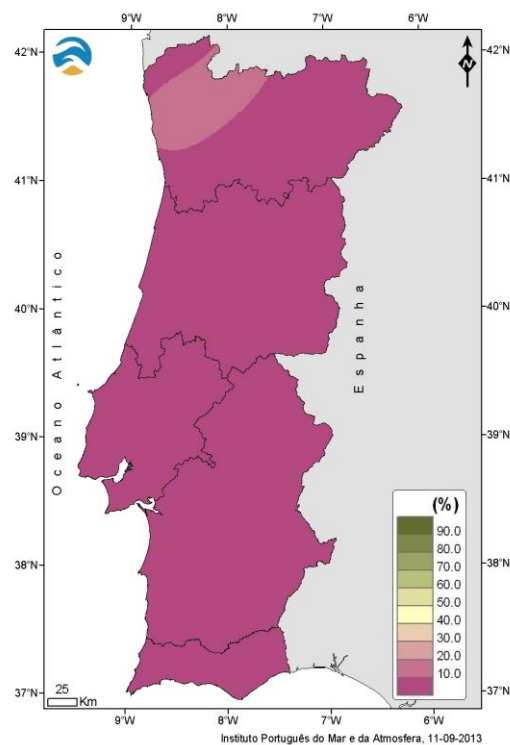 9°W 8°W 7°W 6°W
42°N 42°N
N
41°N 41°N
Oceano Atlântico
40°N 40°N
Espanha
39°N 39°N
(%)
90.0
80.0
38°N 70.0 38°N
60.0
50.0
40.0
30.0
20.0
10.0
25
Km
37°N 37°N
9°W 8°W 7°W 6°W
Instituto Português do Mar e da Atmosfera, 11-09-2013